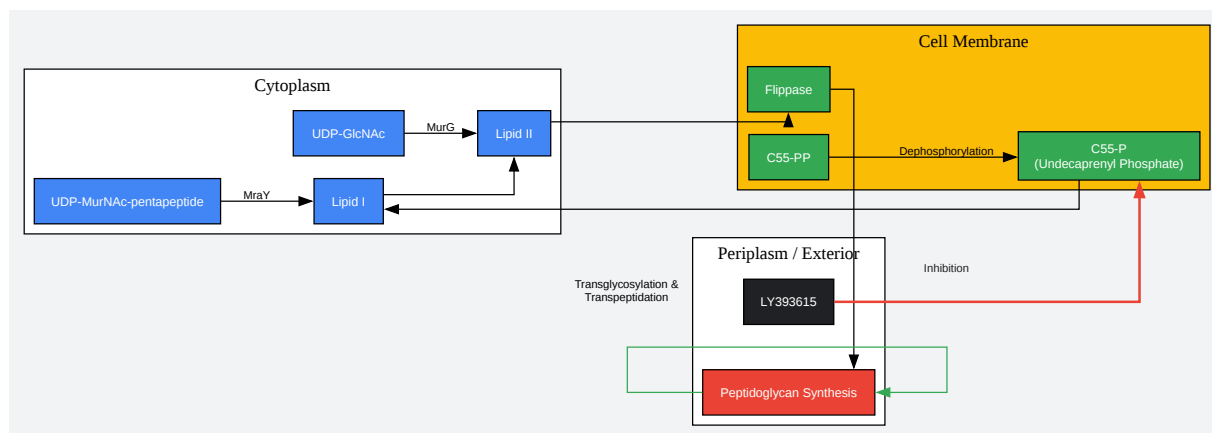 Cell Membrane
Cytoplasm
Flippase
UDP-GlcNAc
MurG
Lipid II
C55-PP
Dephosphorylation
C55-P
(Undecaprenyl Phosphate)
UDP-MurNAc-pentapeptide
MraY
Lipid I
Periplasm / Exterior
Inhibition
Transglycosylation &
Transpeptidation
LY393615
Peptidoglycan Synthesis